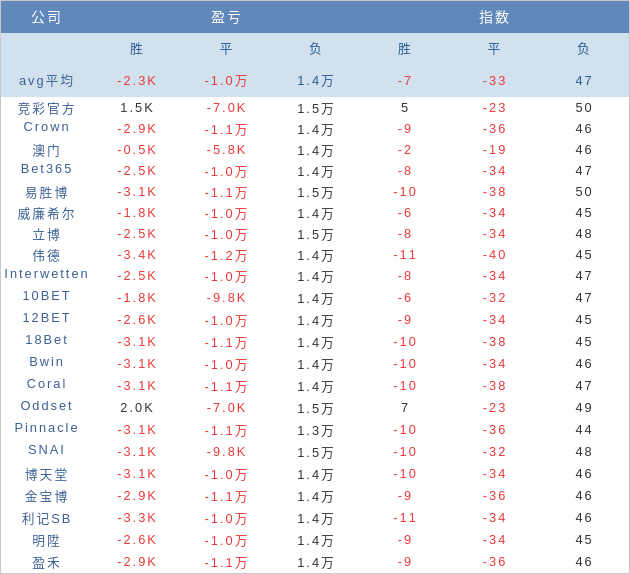 公司 盈亏 指数
胜 平 负 胜 平 负
avg平均 -2.3K -1.0万 1.4万 -7 -33 47
竞彩官方 1.5K -7.0K 1.5万 5 -23 50
Crown -2.9K -1.1万 1.4万 -9 -36 46
澳门 -0.5K -5.8K 1.4万 -2 -19 46
Bet365 -2.5K -1.0万 1.4万 -8 -34 47
易胜博 -3.1K -1.1万 1.5万 -10 -38 50
威廉希尔 -1.8K -1.0万 1.4万 -6 -34 45
立博 -2.5K -1.0万 1.5万 -8 -34 48
伟德 -3.4K -1.2万 1.4万 -11 -40 45
Interwetten -2.5K -1.0万 1.4万 -8 -34 47
10BET -1.8K -9.8K 1.4万 -6 -32 47
12BET -2.6K -1.0万 1.4万 -9 -34 45
18Bet -3.1K -1.1万 1.4万 -10 -38 45
Bwin -3.1K -1.0万 1.4万 -10 -34 46
Coral -3.1K -1.1万 1.4万 -10 -38 47
Oddset 2.0K -7.0K 1.5万 7 -23 49
Pinnacle -3.1K -1.1万 1.3万 -10 -36 44
SNAI -3.1K -9.8K 1.5万 -10 -32 48
博天堂 -3.1K -1.0万 1.4万 -10 -34 46
金宝博 -2.9K -1.1万 1.4万 -9 -36 46
利记SB -3.3K -1.0万 1.4万 -11 -34 46
明陞 -2.6K -1.0万 1.4万 -9 -34 45
盈禾 -2.9K -1.1万 1.4万 -9 -36 46